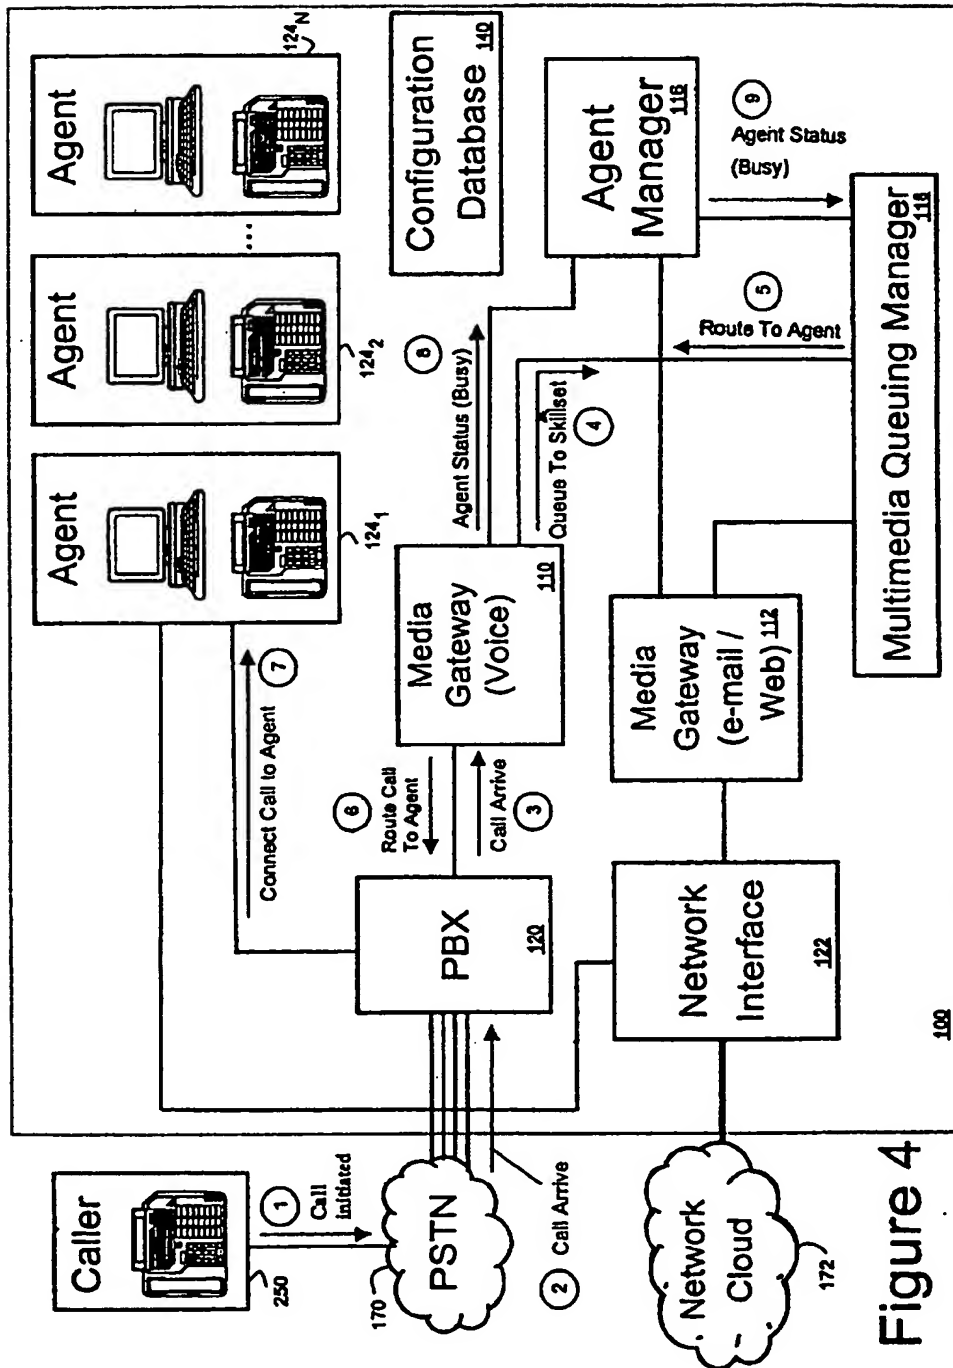 Caller
250
1
Call
initiated
170
PSTN
2
Call Arrive
Network
Cloud
172
Figure 4
100
Agent
124₁
Agent
124₂
...
Agent
124N
7
Connect Call to Agent
PBX
120
6
Route Call
To Agent
Call Arrive
3
Media
Gateway
(Voice)
110
8
Agent Status (Busy)
Queue To Skillset
4
Configuration
Database
140
Agent
Manager
116
9
Agent Status
(Busy)
5
Route To Agent
Network
Interface
122
Media
Gateway
(e-mail /
Web)
112
Multimedia Queuing Manager
118